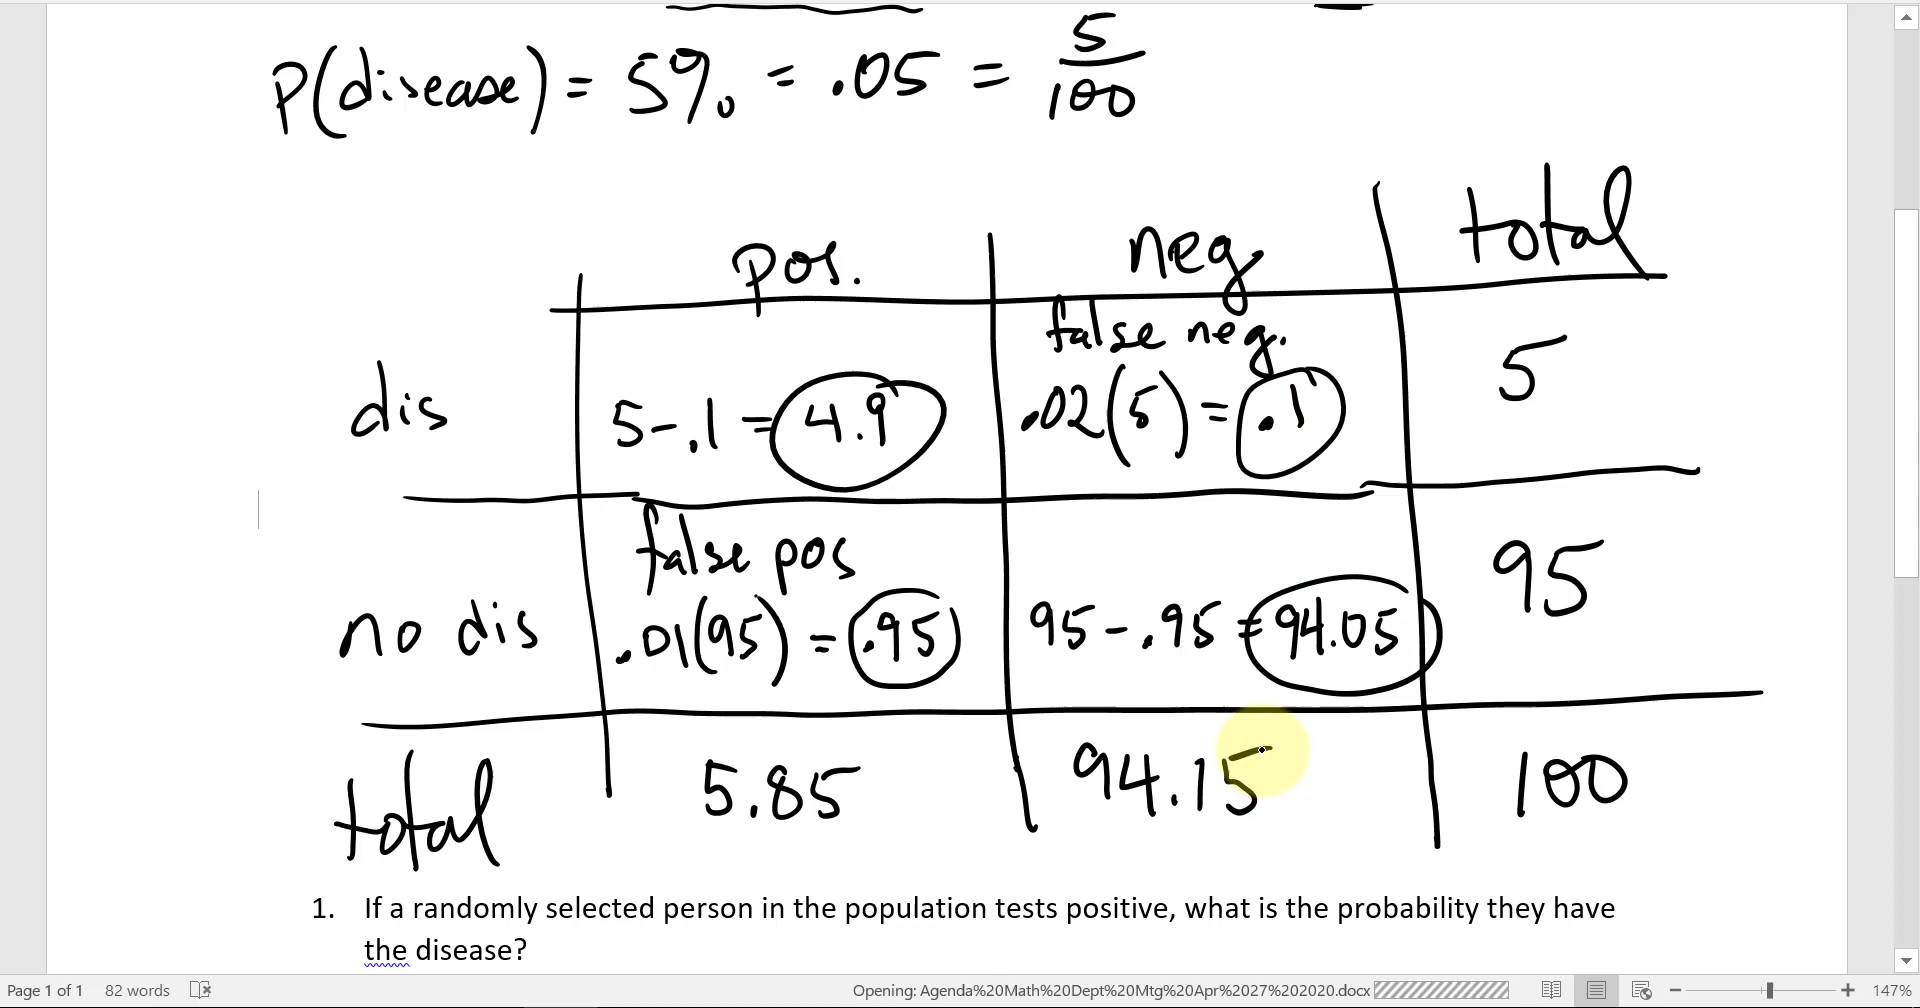 P(disease) = 5% = .05 = 5/100
pos. neg total
false neg.
dis 5-.1 = 4.9 .02(5) = .1 5
false pos
no dis .01(95) = .95 95-.95 = 94.05 95
total 5.85 94.15 100
1. If a randomly selected person in the population tests positive, what is the probability they have
the disease?
Page 1 of 1 82 words Opening: Agenda%20Math%20Dept%20Mtg%20Apr%2027%202020.docx 147%